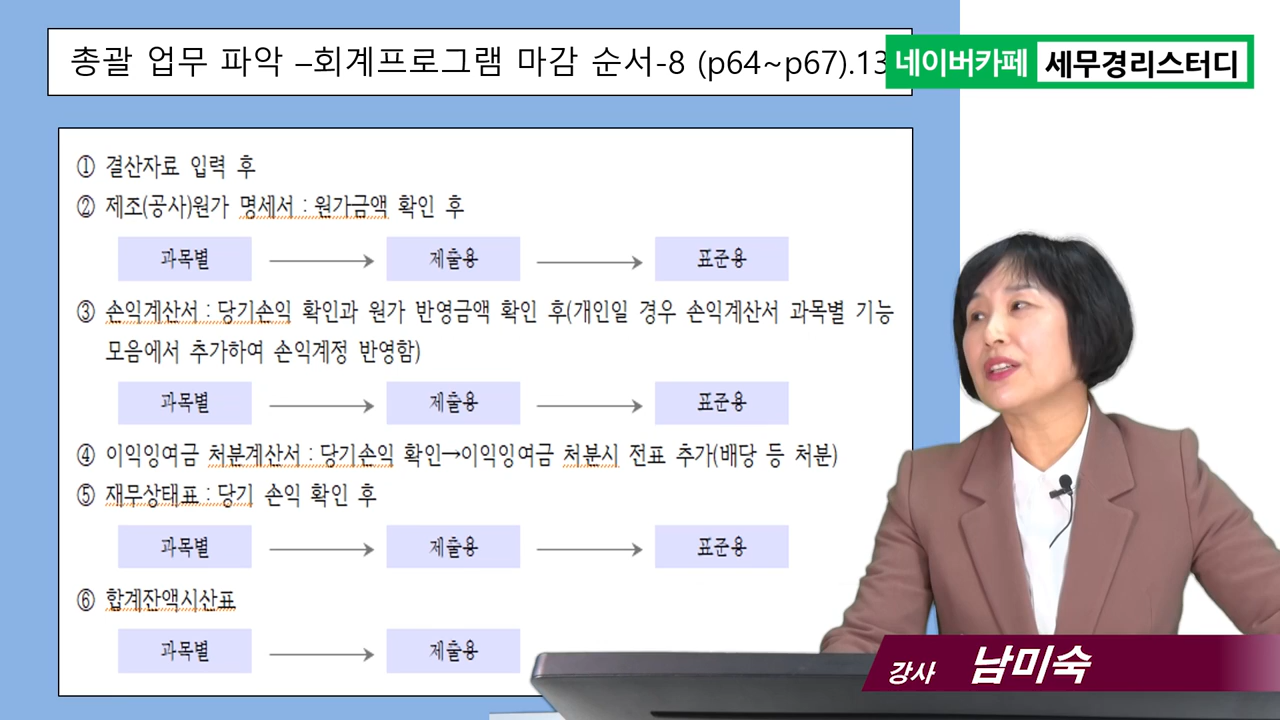 총괄 업무 파악 –회계프로그램 마감 순서-8 (p64~p67).13
네이버카페 세무경리스터디
① 결산자료 입력 후
② 제조(공사)원가 명세서 : 원가금액 확인 후
과목별 제출용 표준용
③ 손익계산서 : 당기손익 확인과 원가 반영금액 확인 후(개인일 경우 손익계산서 과목별 기능
모음에서 추가하여 손익계정 반영함)
과목별 제출용 표준용
④ 이익잉여금 처분계산서 : 당기손익 확인→이익잉여금 처분시 전표 추가(배당 등 처분)
⑤ 재무상태표 : 당기 손익 확인 후
과목별 제출용 표준용
⑥ 합계잔액시산표
과목별 제출용
강사 남미숙